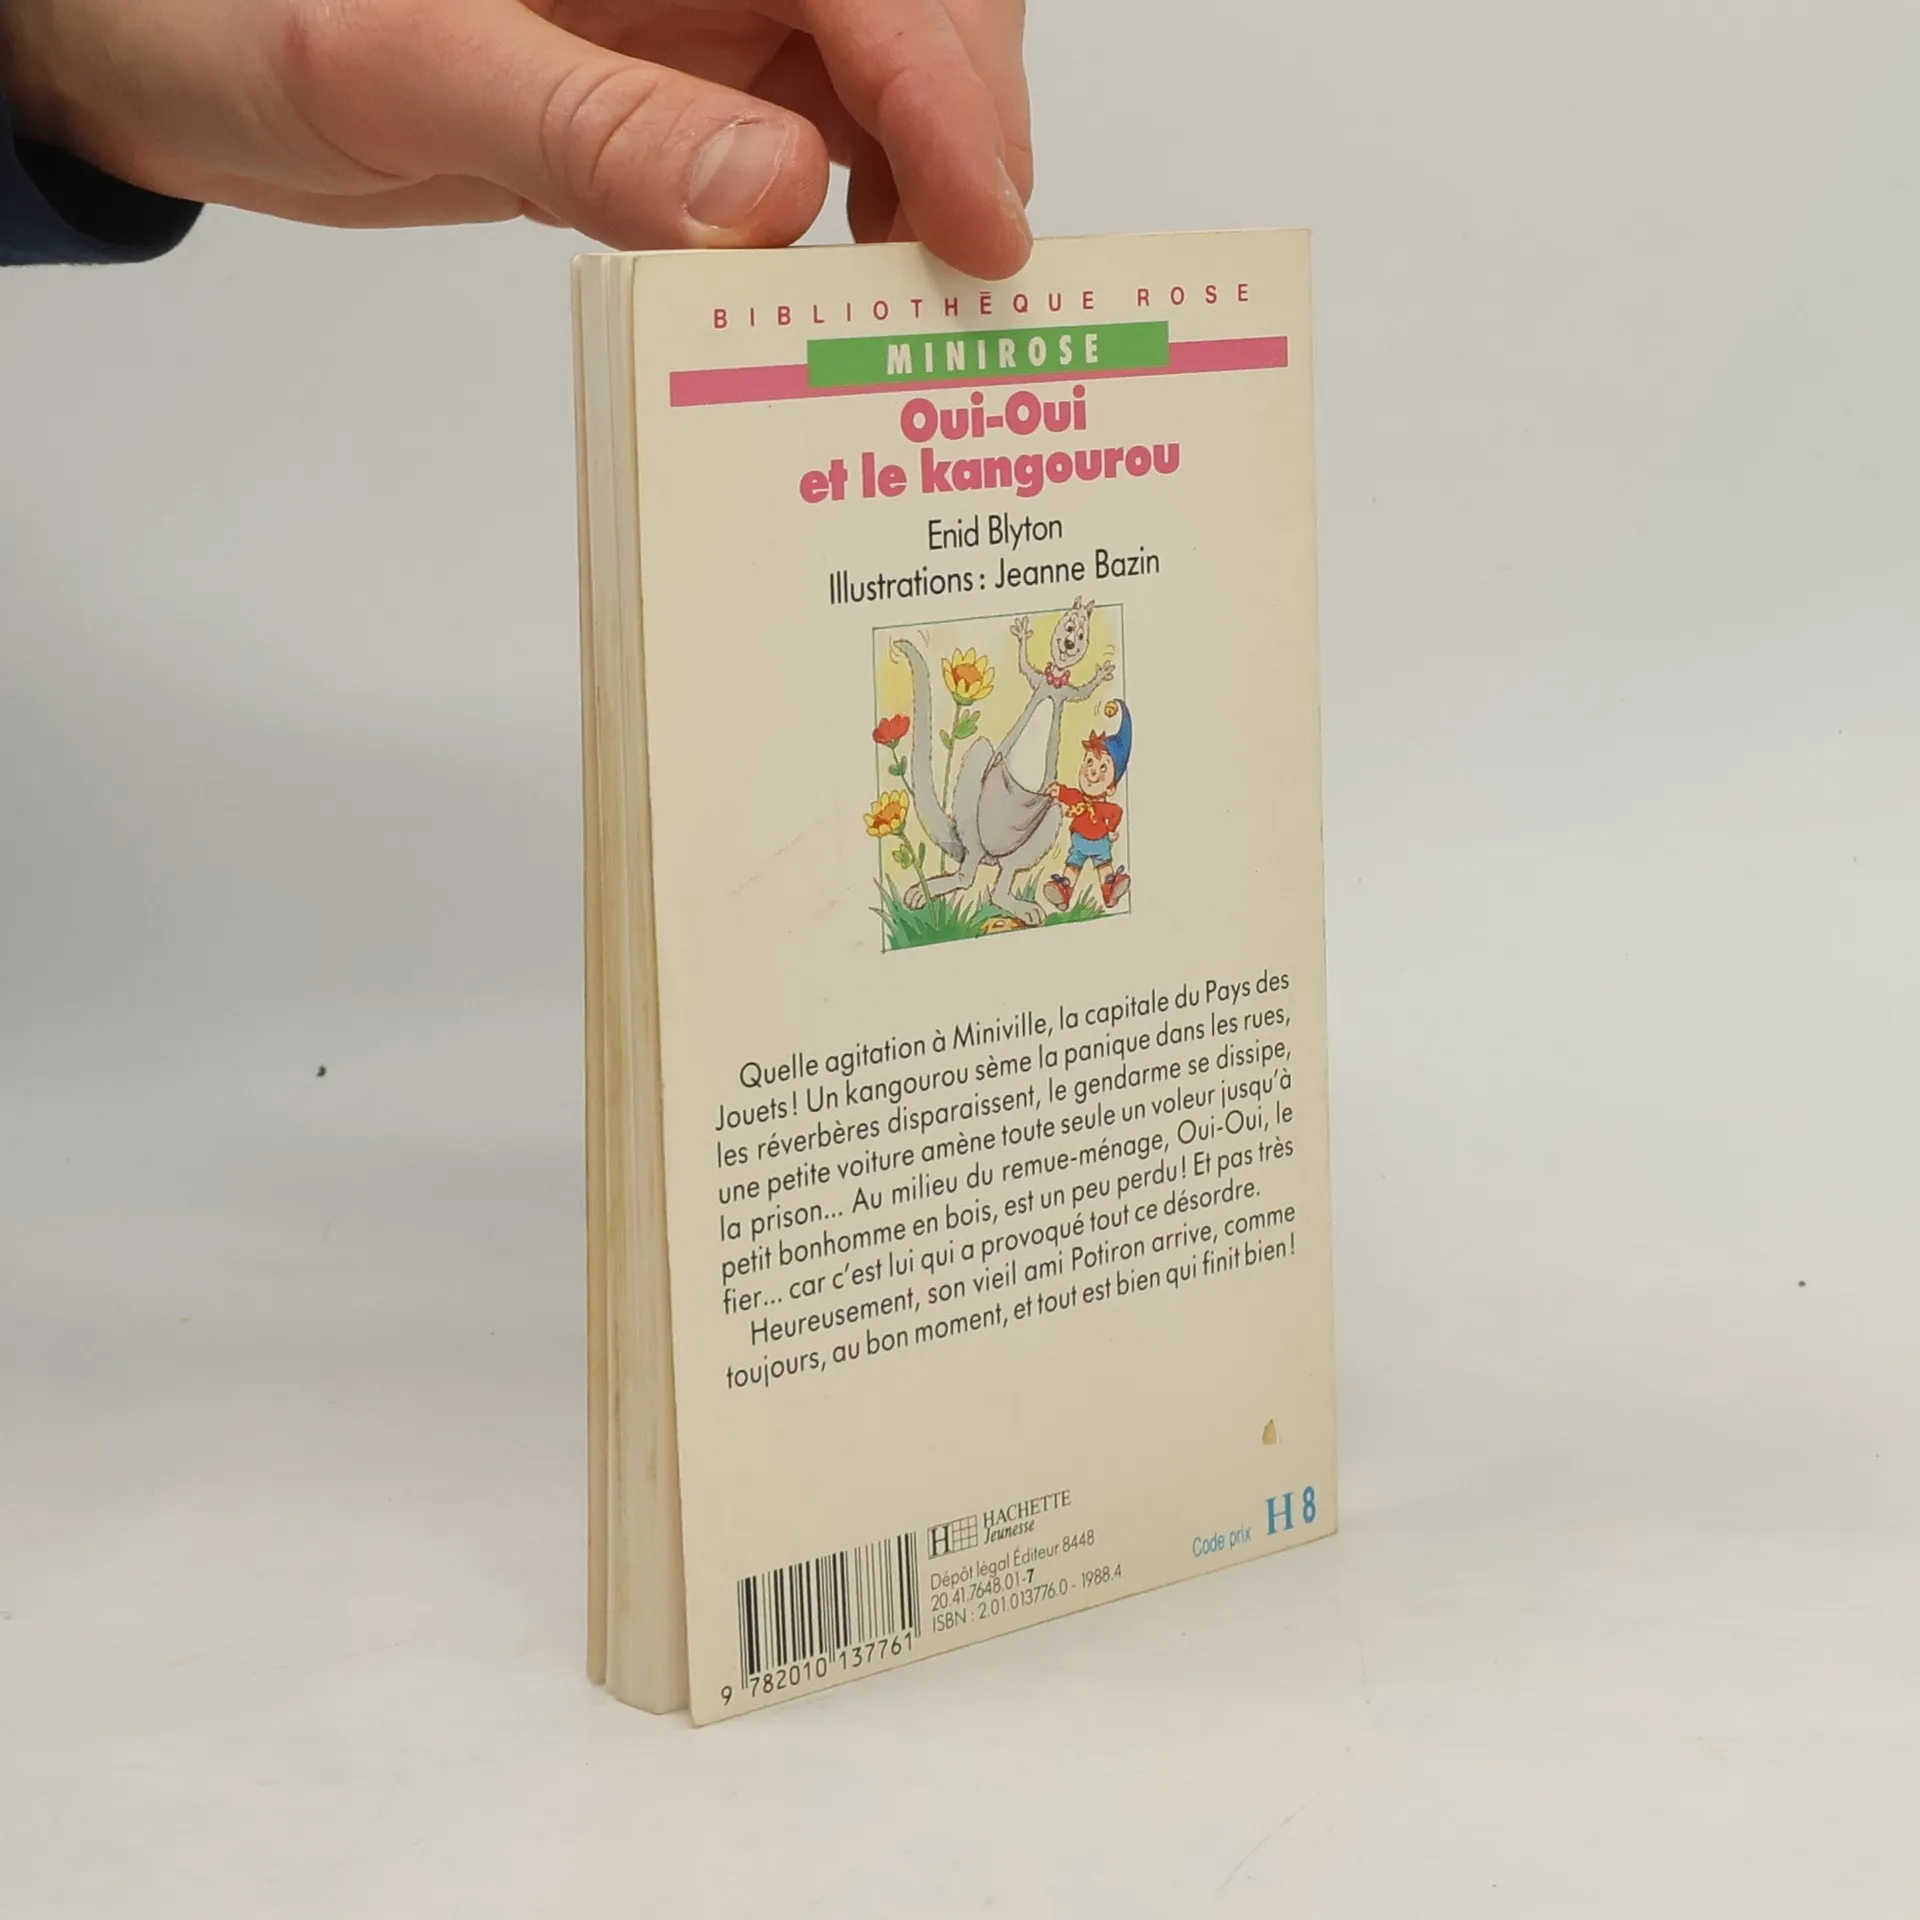 BIBLIOTHÈQUE ROSE
MINIROSE
Oui-Oui
et le kangourou
Enid Blyton
Illustrations : Jeanne Bazin
Quelle agitation à Miniville, la capitale du Pays des
Jouets ! Un kangourou sème la panique dans les rues,
les réverbères disparaissent, le gendarme se dissipe,
une petite voiture amène toute seule un voleur jusqu'à
la prison... Au milieu du remue-ménage, Oui-Oui, le
petit bonhomme en bois, est un peu perdu ! Et pas très
fier... car c'est lui qui a provoqué tout ce désordre.
Heureusement, son vieil ami Potiron arrive, comme
toujours, au bon moment, et tout est bien qui finit bien !
H HACHETTE
Jeunesse
Dépôt légal Éditeur 8448
20.41.7648.01-7
ISBN : 2.01.013776.0 - 1988.4
Code prix H 8
9 782010 137761